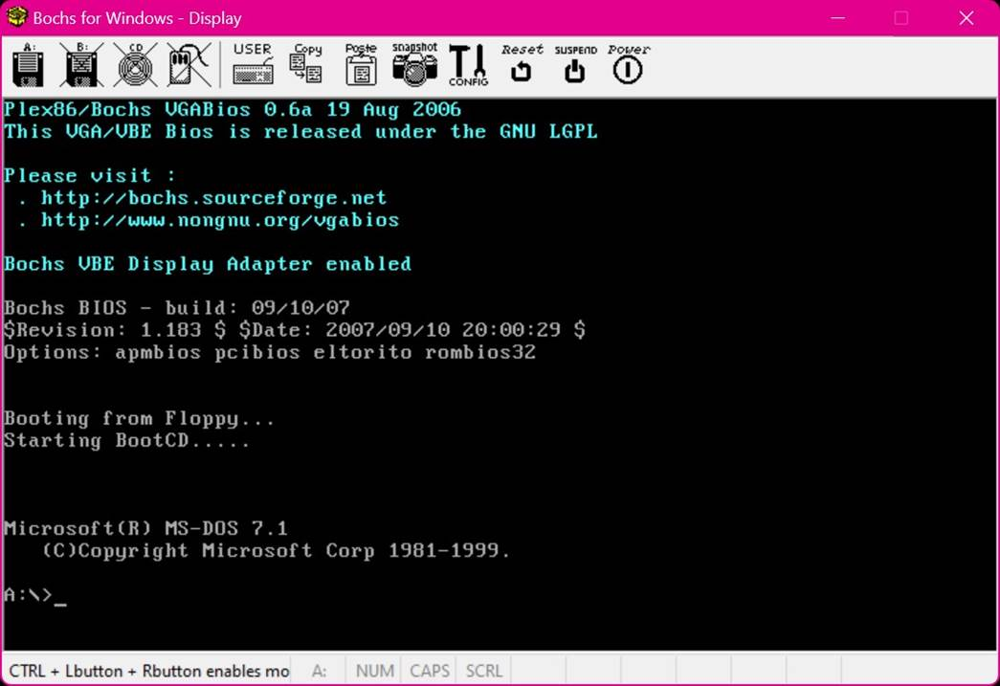 Bochs for Windows - Display
A: B: CD USER Copy Paste snapshot CONFIG Reset SUSPEND Power
Plex86/Bochs VGABios 0.6a 19 Aug 2006
This VGA/VBE Bios is released under the GNU LGPL
Please visit :
. http://bochs.sourceforge.net
. http://www.nongnu.org/vgabios
Bochs VBE Display Adapter enabled
Bochs BIOS - build: 09/10/07
$Revision: 1.183 $ $Date: 2007/09/10 20:00:29 $
Options: apmbios pcibios eltorito rombios32
Booting from Floppy...
Starting BootCD.....
Microsoft(R) MS-DOS 7.1
(C)Copyright Microsoft Corp 1981-1999.
A:\>_
CTRL + Lbutton + Rbutton enables mo A: NUM CAPS SCRL